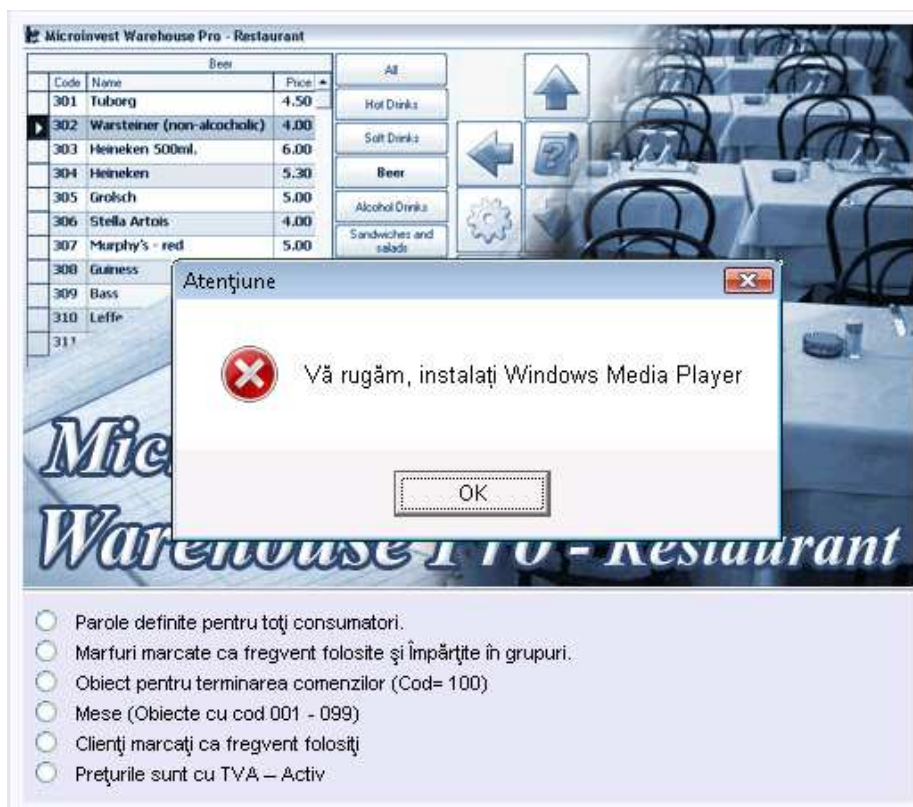 Microinvest Warehouse Pro - Restaurant
Beer
Code Name Price
301 Tuborg 4.50
302 Warsteiner (non-alcocholic) 4.00
303 Heineken 500ml. 6.00
304 Heineken 5.30
305 Grolsch 5.00
306 Stella Artois 4.00
307 Murphy's - red 5.00
308 Guiness
309 Bass
310 Leffe
311
All
Hot Drinks
Soft Drinks
Beer
Alcohol Drinks
Sandwiches and
salads
Atenţiune
Vă rugăm, instalaţi Windows Media Player
OK
Mic
Warehouse Pro - Restaurant
Parole definite pentru toţi consumatori.
Marfuri marcate ca fregvent folosite şi Împărţite în grupuri.
Obiect pentru terminarea comenzilor (Cod= 100)
Mese (Obiecte cu cod 001 - 099)
Clienţi marcaţi ca fregvent folosiţi
Preţurile sunt cu TVA – Activ